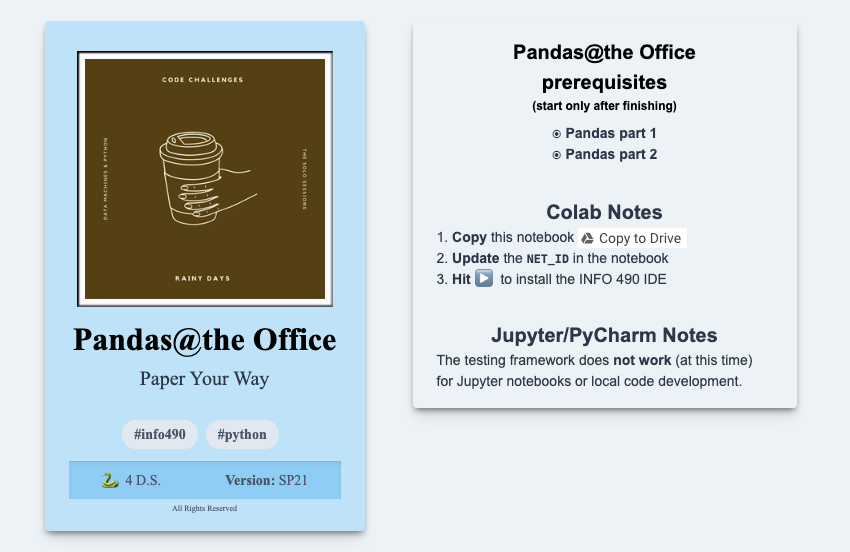 CODE CHALLENGES
DATA MACHINES & PYTHON
THE SOLO SESSIONS
RAINY DAYS
Pandas@the Office
Paper Your Way
#info490
#python
4 D.S.
Version: SP21
All Rights Reserved
Pandas@the Office
prerequisites
(start only after finishing)
Pandas part 1
Pandas part 2
Colab Notes
1. Copy this notebook Copy to Drive
2. Update the NET_ID in the notebook
3. Hit ▶️ to install the INFO 490 IDE
Jupyter/PyCharm Notes
The testing framework does not work (at this time)
for Jupyter notebooks or local code development.